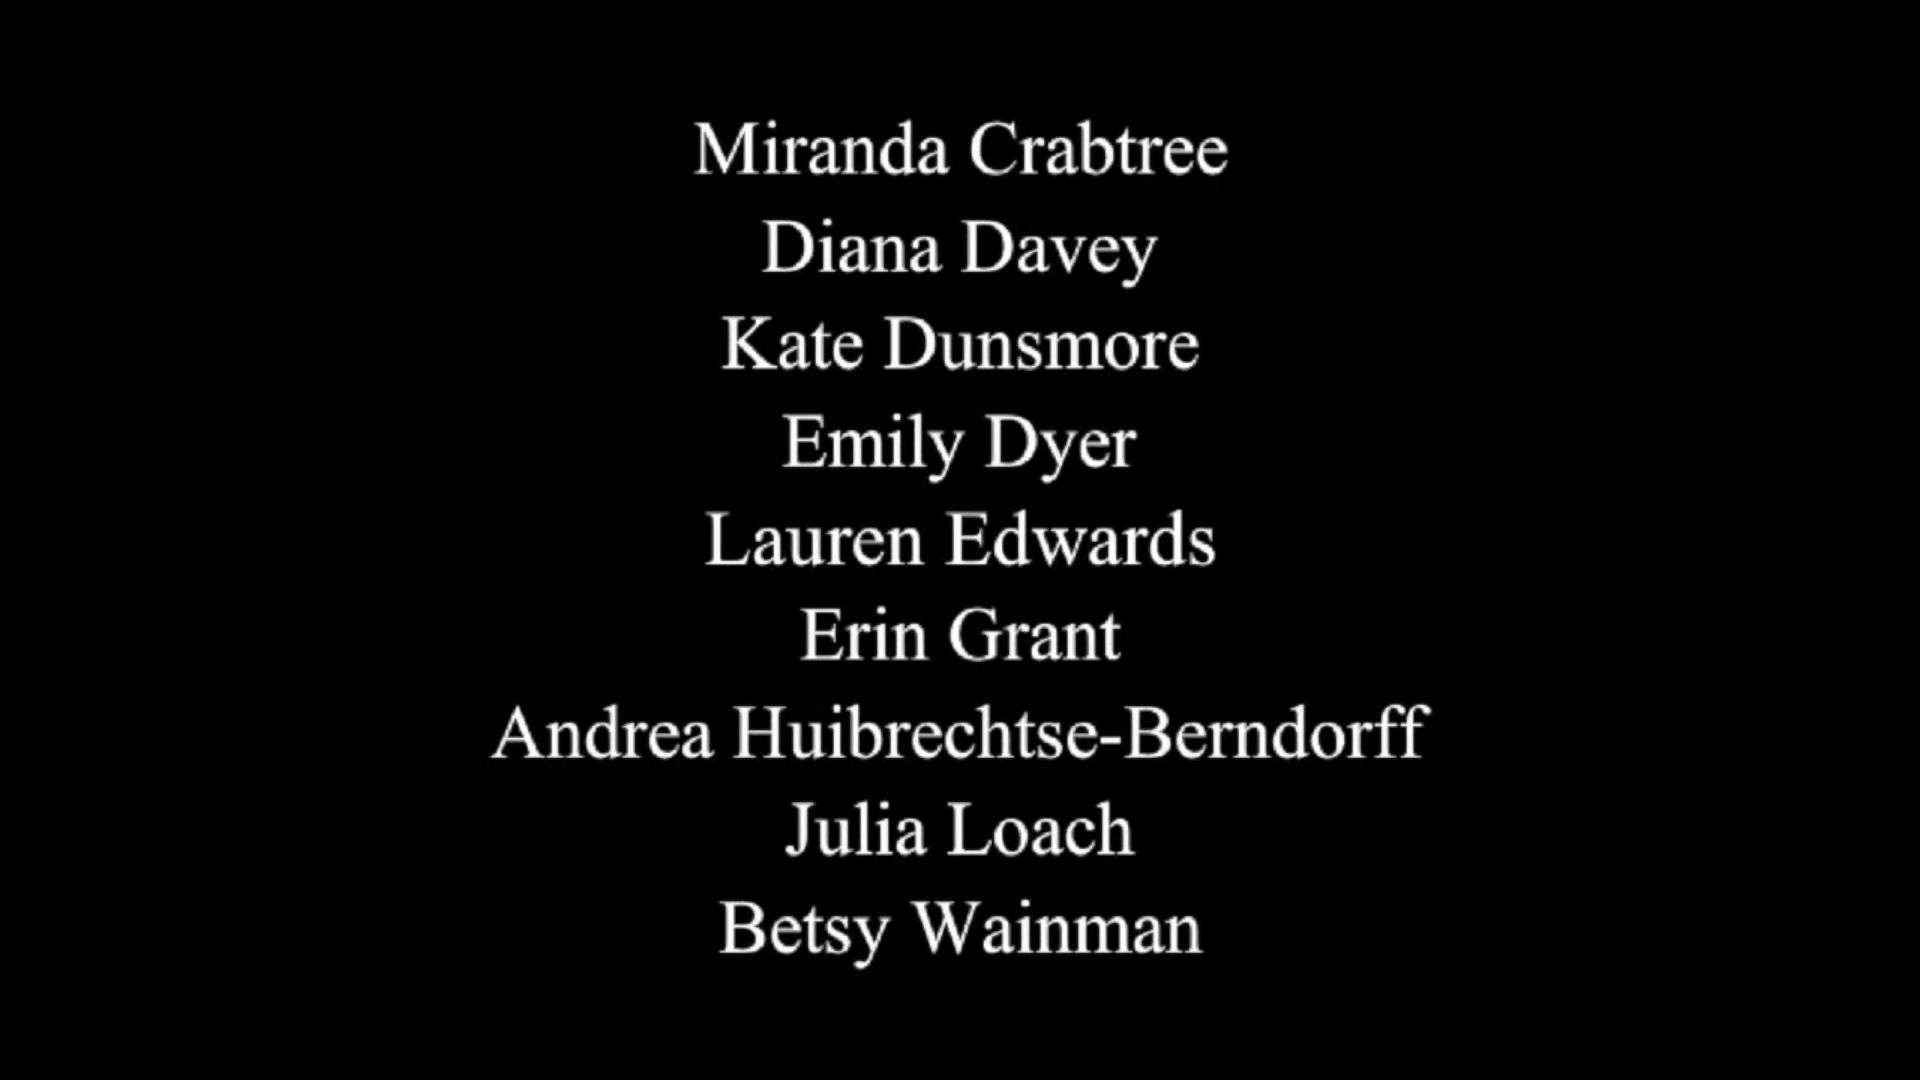 Miranda Crabtree
Diana Davey
Kate Dunsmore
Emily Dyer
Lauren Edwards
Erin Grant
Andrea Huibrechtse-Berndorff
Julia Loach
Betsy Wainman